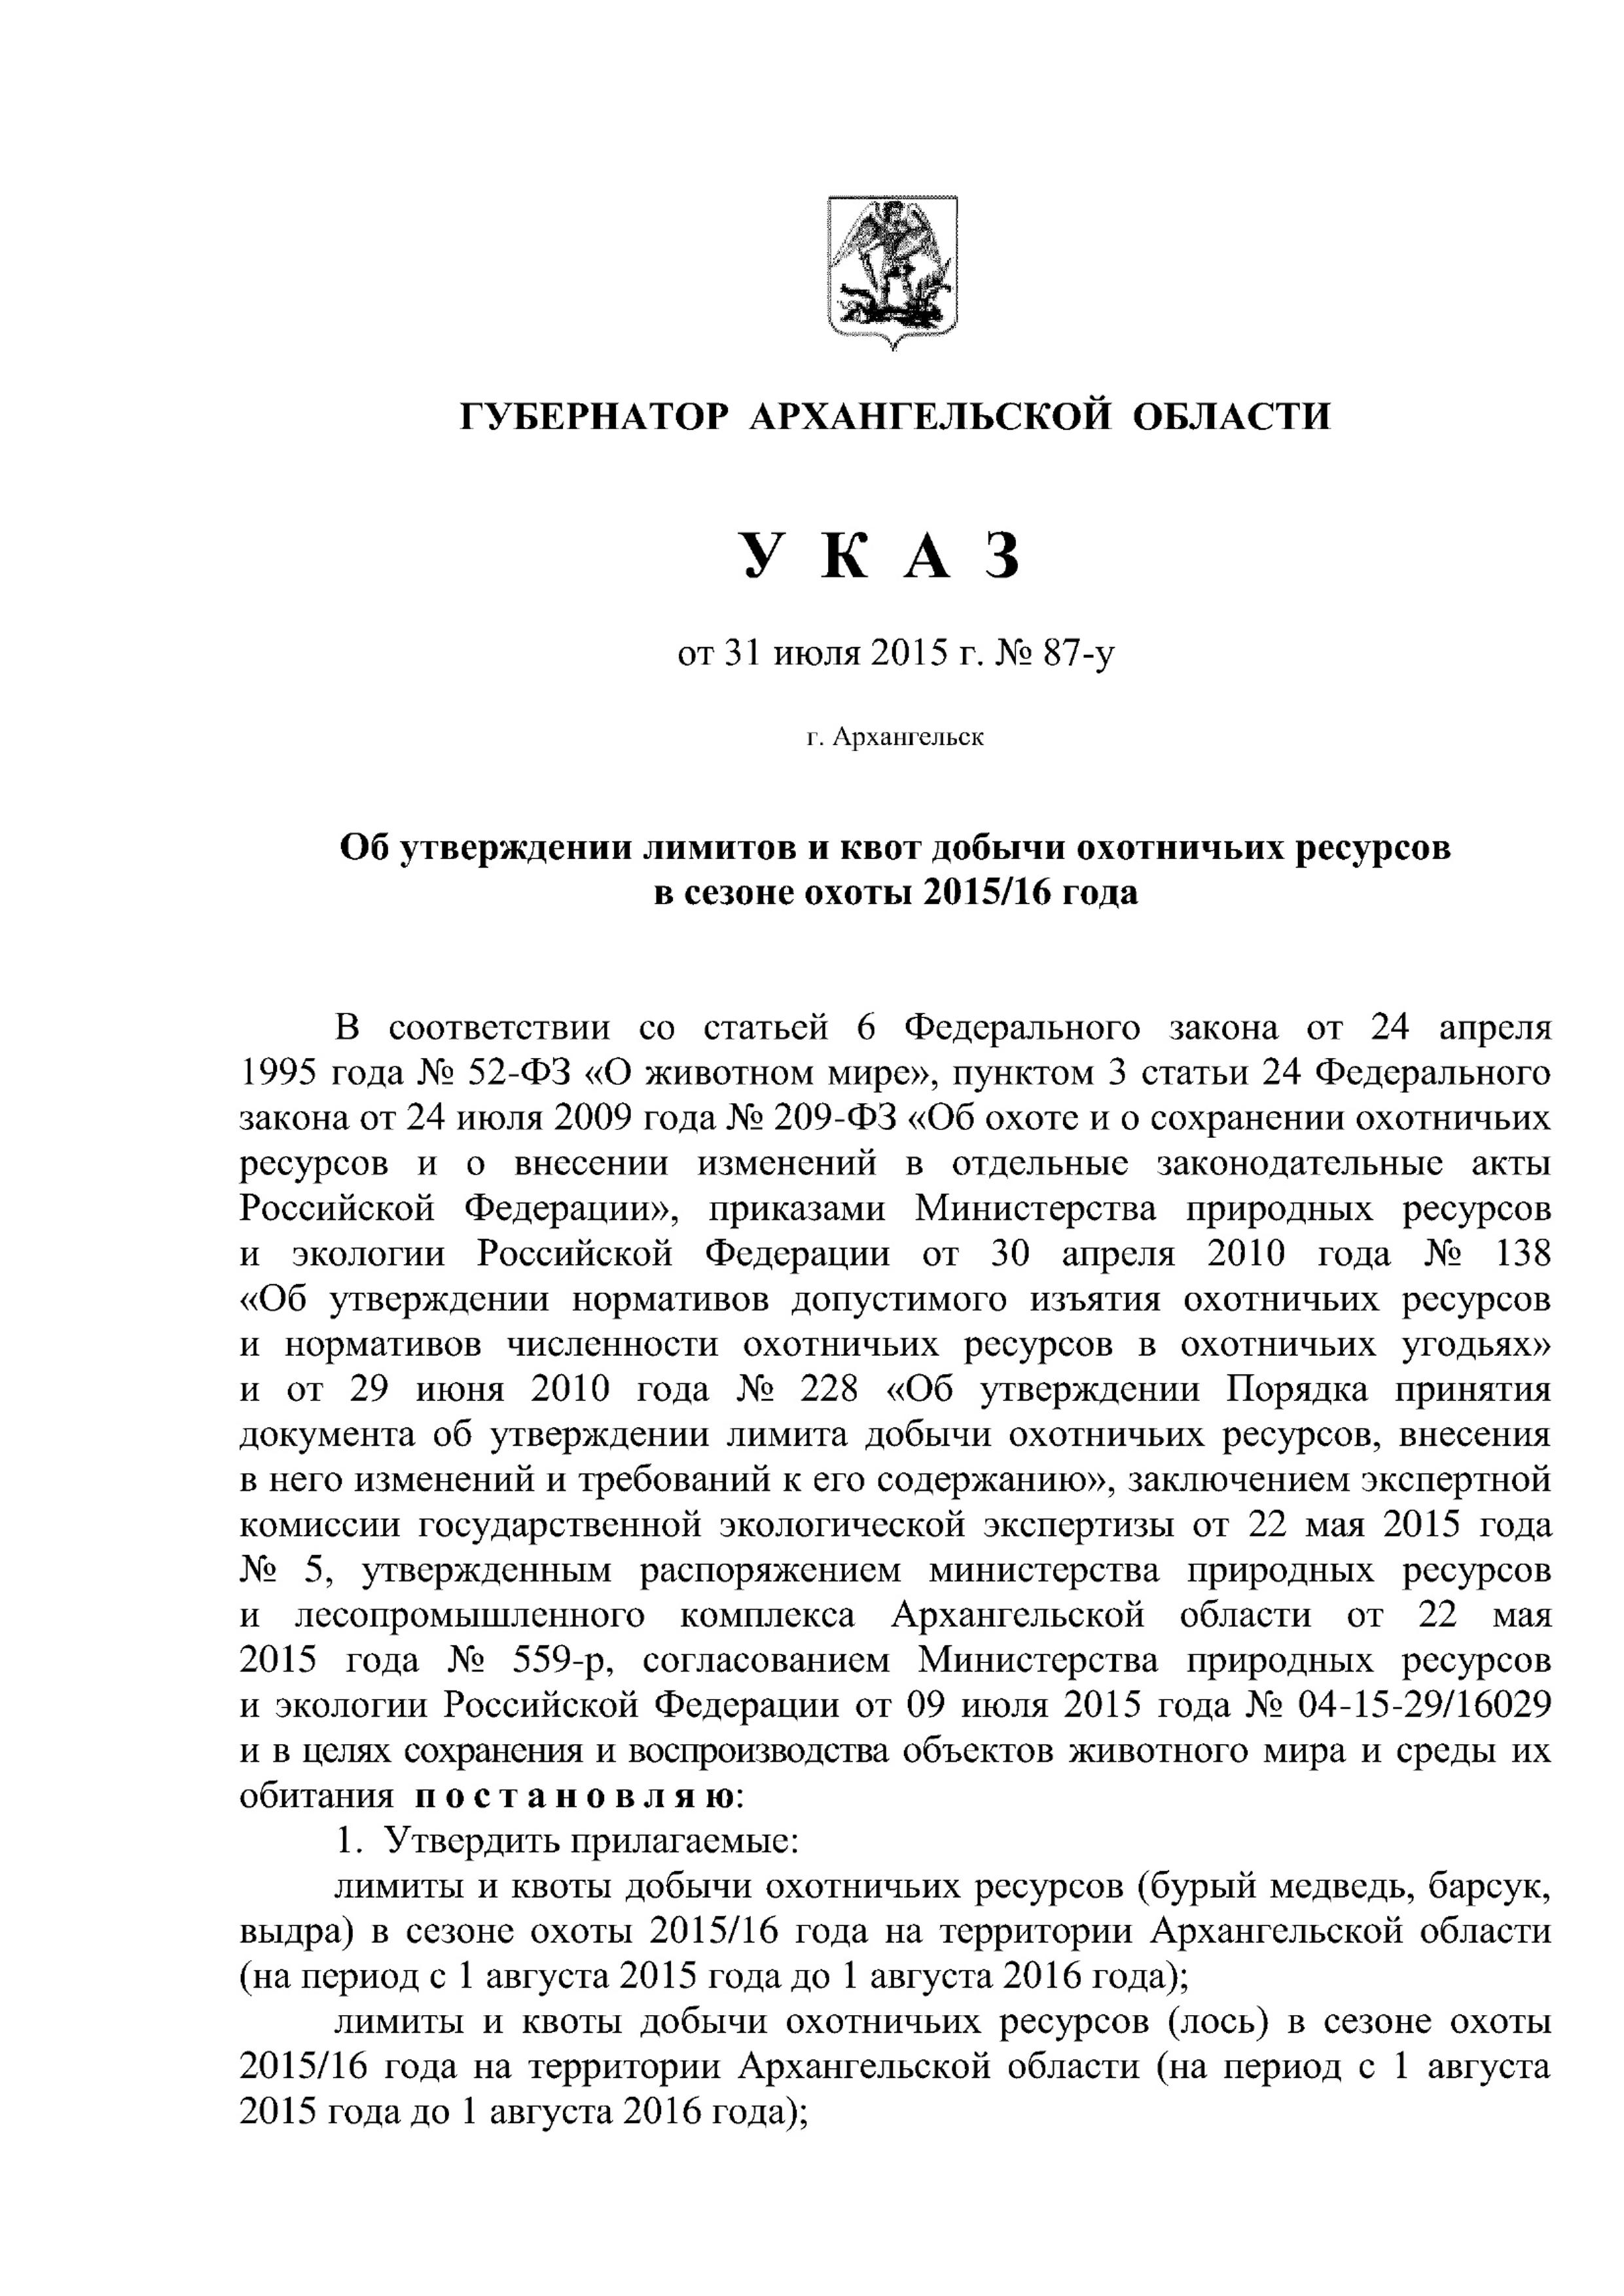 ГУБЕРНАТОР АРХАНГЕЛЬСКОЙ ОБЛАСТИ
У К А З
от 31 июля 2015 г. № 87-у
г. Архангельск
Об утверждении лимитов и квот добычи охотничьих ресурсов
в сезоне охоты 2015/16 года
В соответствии со статьей 6 Федерального закона от 24 апреля
1995 года № 52-ФЗ «О животном мире», пунктом 3 статьи 24 Федерального
закона от 24 июля 2009 года № 209-ФЗ «Об охоте и о сохранении охотничьих
ресурсов и о внесении изменений в отдельные законодательные акты
Российской Федерации», приказами Министерства природных ресурсов
и экологии Российской Федерации от 30 апреля 2010 года № 138
«Об утверждении нормативов допустимого изъятия охотничьих ресурсов
и нормативов численности охотничьих ресурсов в охотничьих угодьях»
и от 29 июня 2010 года № 228 «Об утверждении Порядка принятия
документа об утверждении лимита добычи охотничьих ресурсов, внесения
в него изменений и требований к его содержанию», заключением экспертной
комиссии государственной экологической экспертизы от 22 мая 2015 года
№ 5, утвержденным распоряжением министерства природных ресурсов
и лесопромышленного комплекса Архангельской области от 22 мая
2015 года № 559-р, согласованием Министерства природных ресурсов
и экологии Российской Федерации от 09 июля 2015 года № 04-15-29/16029
и в целях сохранения и воспроизводства объектов животного мира и среды их
обитания п о с т а н о в л я ю:
1. Утвердить прилагаемые:
лимиты и квоты добычи охотничьих ресурсов (бурый медведь, барсук,
выдра) в сезоне охоты 2015/16 года на территории Архангельской области
(на период с 1 августа 2015 года до 1 августа 2016 года);
лимиты и квоты добычи охотничьих ресурсов (лось) в сезоне охоты
2015/16 года на территории Архангельской области (на период с 1 августа
2015 года до 1 августа 2016 года);